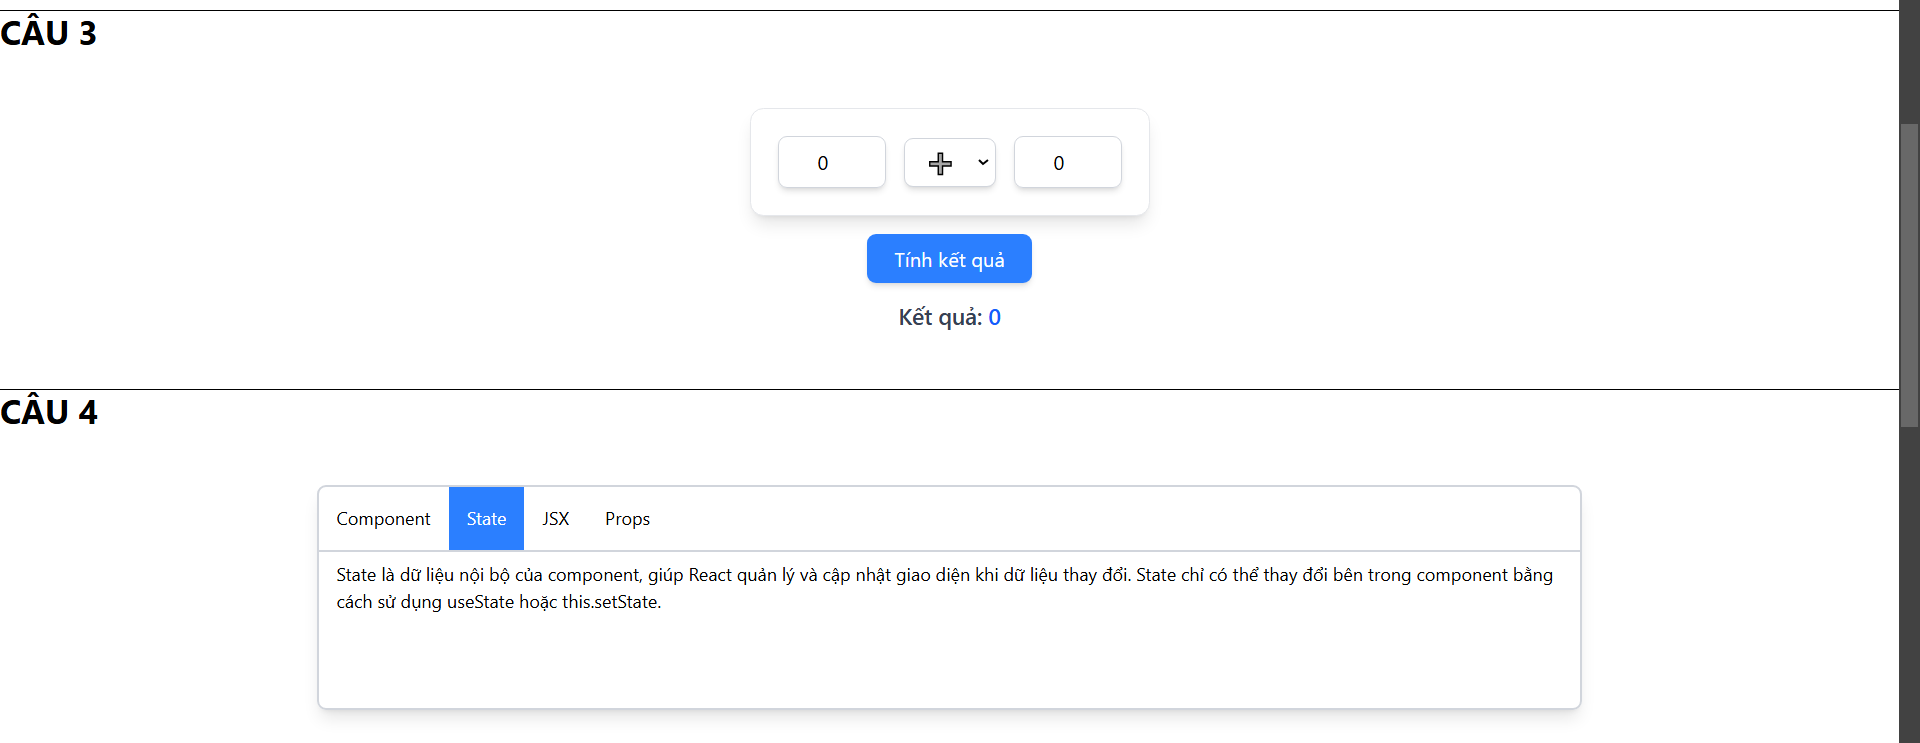 CÂU 3
0 ➕ 0
Tính kết quả
Kết quả: 0
CÂU 4
Component State JSX Props
State là dữ liệu nội bộ của component, giúp React quản lý và cập nhật giao diện khi dữ liệu thay đổi. State chỉ có thể thay đổi bên trong component bằng
cách sử dụng useState hoặc this.setState.